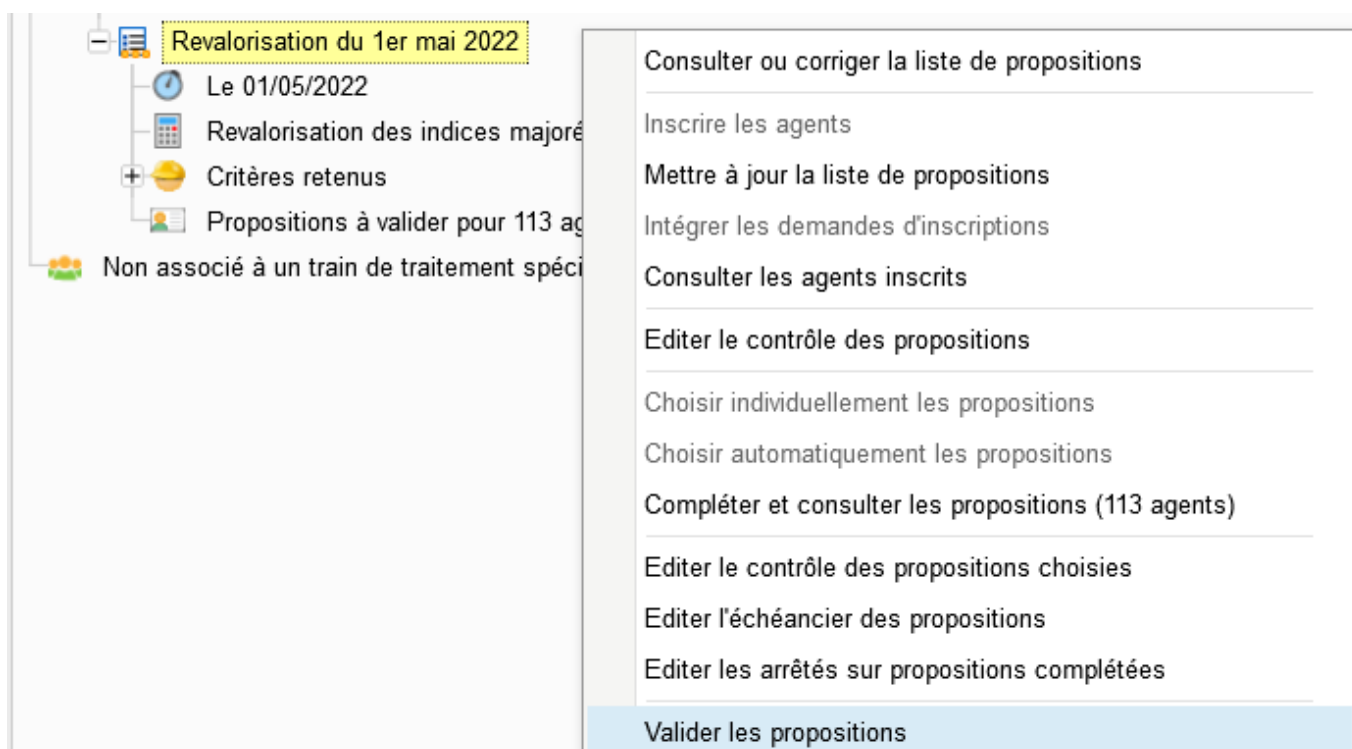 Revalorisation du 1er mai 2022
Le 01/05/2022
Revalorisation des indices majoré
Critères retenus
Propositions à valider pour 113 ag
Non associé à un train de traitement spéci
Consulter ou corriger la liste de propositions
Inscrire les agents
Mettre à jour la liste de propositions
Intégrer les demandes d'inscriptions
Consulter les agents inscrits
Editer le contrôle des propositions
Choisir individuellement les propositions
Choisir automatiquement les propositions
Compléter et consulter les propositions (113 agents)
Editer le contrôle des propositions choisies
Editer l'échéancier des propositions
Editer les arrêtés sur propositions complétées
Valider les propositions